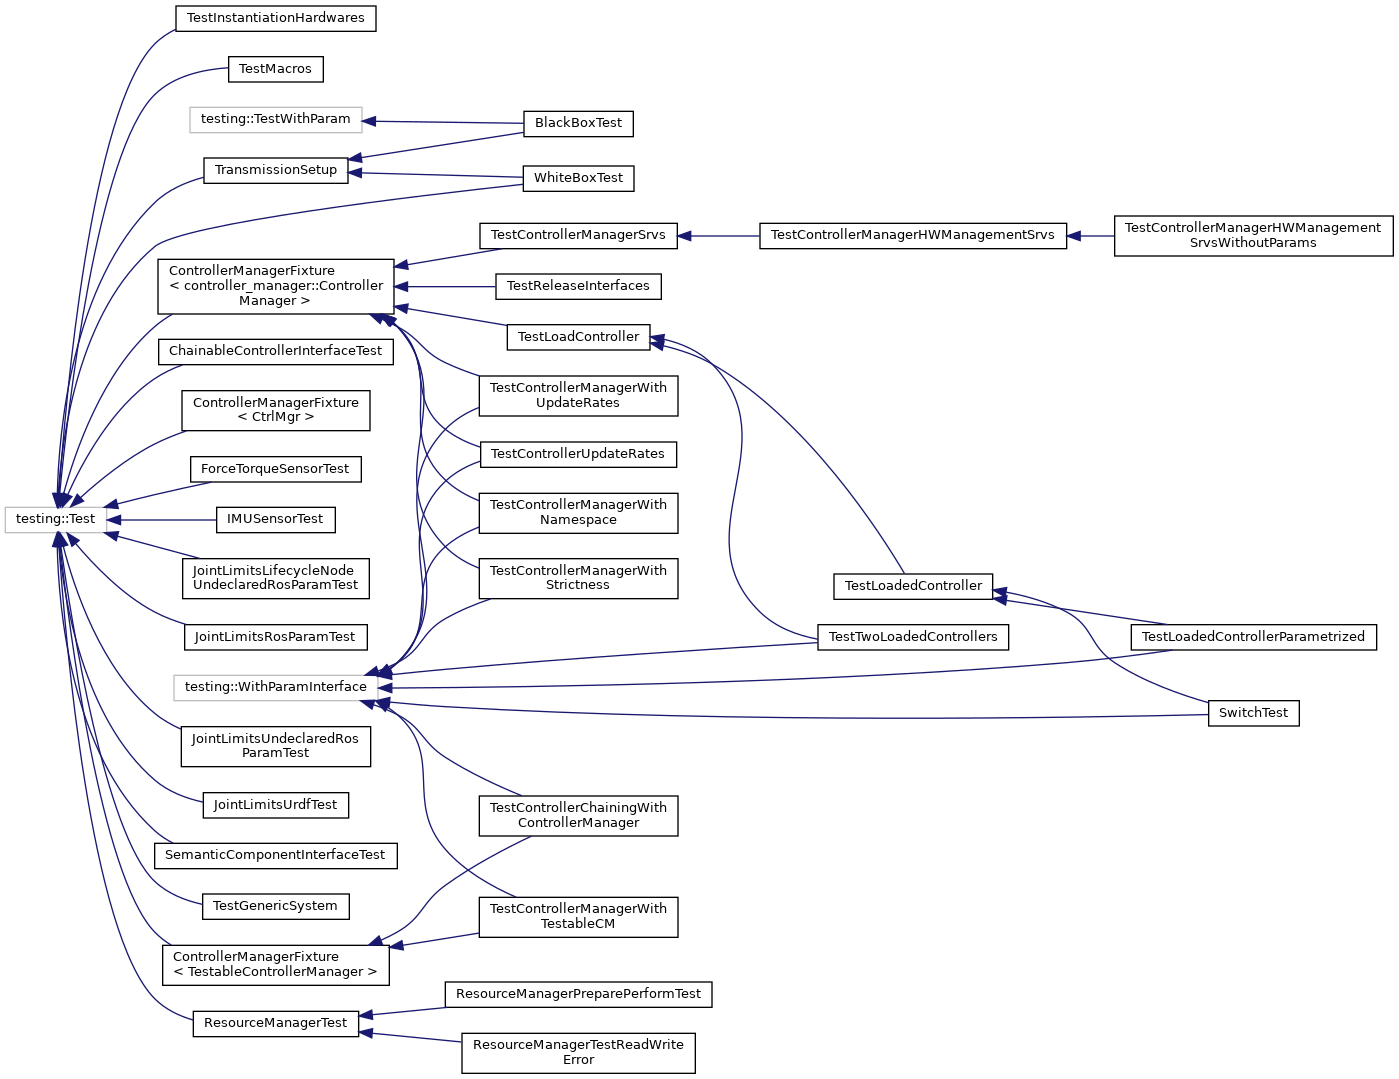 TestInstantiationHardwares
TestMacros
testing::TestWithParam
BlackBoxTest
TransmissionSetup
WhiteBoxTest
TestControllerManagerSrvs
TestControllerManagerHWManagementSrvs
TestControllerManagerHWManagement
SrvsWithoutParams
ControllerManagerFixture
< controller_manager::Controller
Manager >
TestReleaseInterfaces
TestLoadController
ChainableControllerInterfaceTest
TestControllerManagerWith
UpdateRates
ControllerManagerFixture
< CtrlMgr >
TestControllerUpdateRates
ForceTorqueSensorTest
TestControllerManagerWith
Namespace
testing::Test
IMUSensorTest
JointLimitsLifecycleNode
UndeclaredRosParamTest
TestControllerManagerWith
Strictness
TestLoadedController
JointLimitsRosParamTest
TestTwoLoadedControllers
TestLoadedControllerParametrized
testing::WithParamInterface
SwitchTest
JointLimitsUndeclaredRos
ParamTest
JointLimitsUrdfTest
TestControllerChainingWith
ControllerManager
SemanticComponentInterfaceTest
TestGenericSystem
TestControllerManagerWith
TestableCM
ControllerManagerFixture
< TestableControllerManager >
ResourceManagerPreparePerformTest
ResourceManagerTest
ResourceManagerTestReadWrite
Error